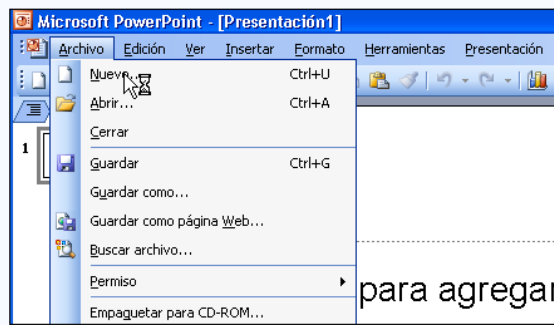 Microsoft PowerPoint - [Presentación1]
Archivo Edición Ver Insertar Formato Herramientas Presentación
Nuevo... Ctrl+U
Abrir... Ctrl+A
Cerrar
1
Guardar Ctrl+G
Guardar como...
Guardar como página Web...
Buscar archivo...
Permiso
para agregar
Empaquetar para CD-ROM...